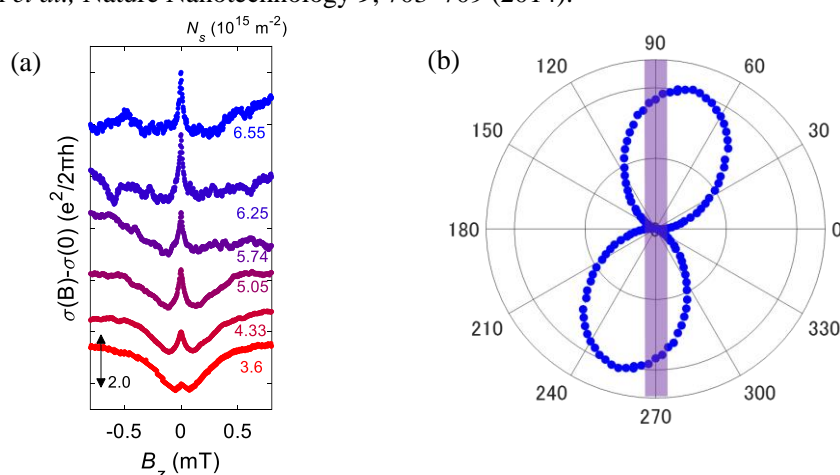 et al., Nature Nanotechnology 9, 703–709 (2014).
(a)
N_s (10^15 m^-2)
6.55
6.25
5.74
5.05
4.33
3.6
2.0
σ(B)-σ(0) (e^2/2πh)
-0.5 0 0.5
B_z (mT)
(b)
90
120 60
150 30
180 0
210 330
240 300
270